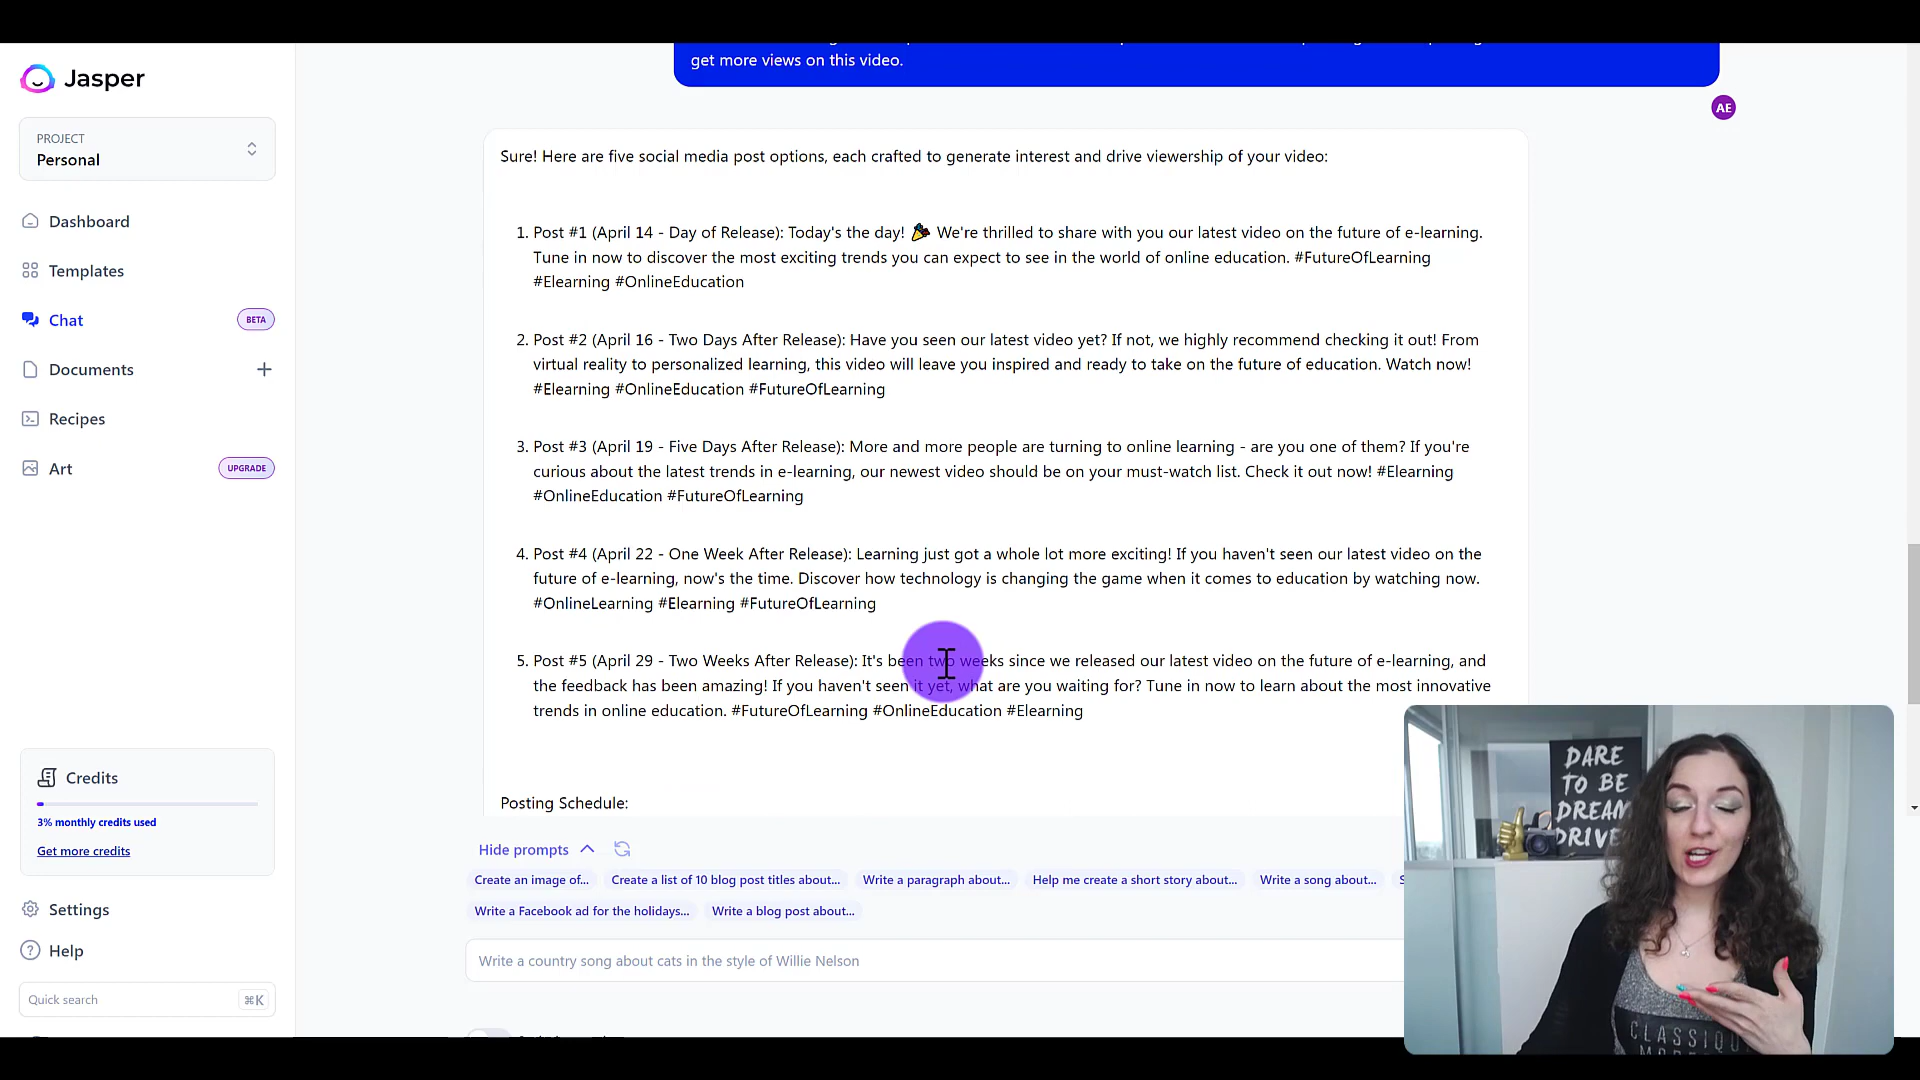 get more views on this video.
AE
Jasper
PROJECT
Personal
Dashboard
Templates
Chat
BETA
Documents
Recipes
Art
UPGRADE
Credits
3% monthly credits used
Get more credits
Settings
Help
Quick search
⌘K
Sure! Here are five social media post options, each crafted to generate interest and drive viewership of your video:
1. Post #1 (April 14 - Day of Release): Today's the day! 🎉 We're thrilled to share with you our latest video on the future of e-learning.
Tune in now to discover the most exciting trends you can expect to see in the world of online education. #FutureOfLearning
#Elearning #OnlineEducation
2. Post #2 (April 16 - Two Days After Release): Have you seen our latest video yet? If not, we highly recommend checking it out! From
virtual reality to personalized learning, this video will leave you inspired and ready to take on the future of education. Watch now!
#Elearning #OnlineEducation #FutureOfLearning
3. Post #3 (April 19 - Five Days After Release): More and more people are turning to online learning - are you one of them? If you're
curious about the latest trends in e-learning, our newest video should be on your must-watch list. Check it out now! #Elearning
#OnlineEducation #FutureOfLearning
4. Post #4 (April 22 - One Week After Release): Learning just got a whole lot more exciting! If you haven't seen our latest video on the
future of e-learning, now's the time. Discover how technology is changing the game when it comes to education by watching now.
#OnlineLearning #Elearning #FutureOfLearning
5. Post #5 (April 29 - Two Weeks After Release): It's been two weeks since we released our latest video on the future of e-learning, and
the feedback has been amazing! If you haven't seen it yet, what are you waiting for? Tune in now to learn about the most innovative
trends in online education. #FutureOfLearning #OnlineEducation #Elearning
Posting Schedule:
Hide prompts
Create an image of...
Create a list of 10 blog post titles about...
Write a paragraph about...
Help me create a short story about...
Write a song about...
Write a Facebook ad for the holidays...
Write a blog post about...
Write a country song about cats in the style of Willie Nelson
DARE
TO BE
DREAM
DRIVE
CLASSIQU